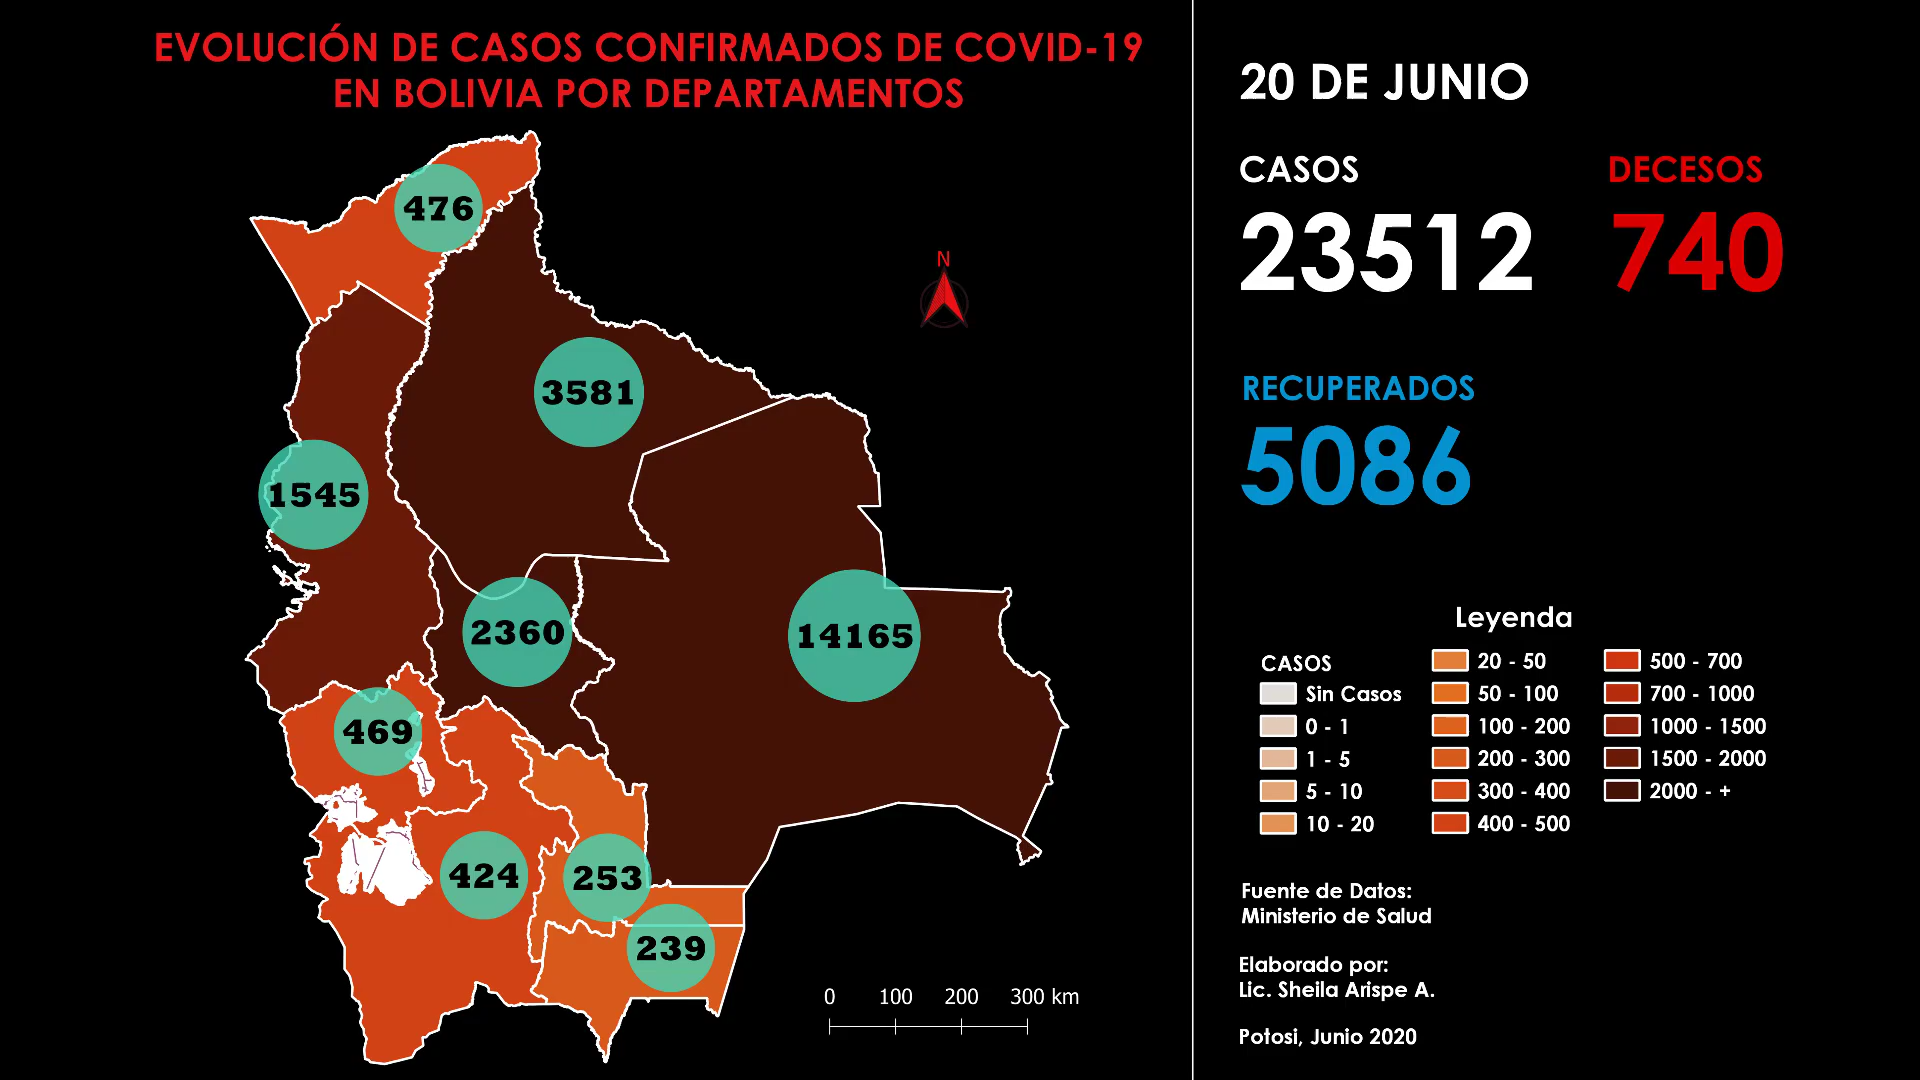 EVOLUCIÓN DE CASOS CONFIRMADOS DE COVID-19
EN BOLIVIA POR DEPARTAMENTOS
476
N
3581
1545
2360
14165
469
424
253
239
0 100 200 300 km
20 DE JUNIO
CASOS
23512
DECESOS
740
RECUPERADOS
5086
Leyenda
CASOS
Sin Casos
0 - 1
1 - 5
5 - 10
10 - 20
20 - 50
50 - 100
100 - 200
200 - 300
300 - 400
400 - 500
500 - 700
700 - 1000
1000 - 1500
1500 - 2000
2000 - +
Fuente de Datos:
Ministerio de Salud
Elaborado por:
Lic. Sheila Arispe A.
Potosi, Junio 2020